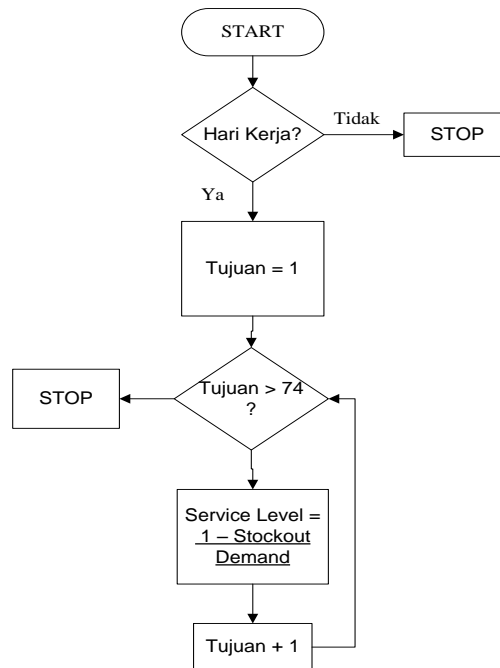 START
Hari Kerja?
Tidak
STOP
Ya
Tujuan = 1
Tujuan > 74
?
STOP
Service Level =
1 – Stockout
Demand
Tujuan + 1